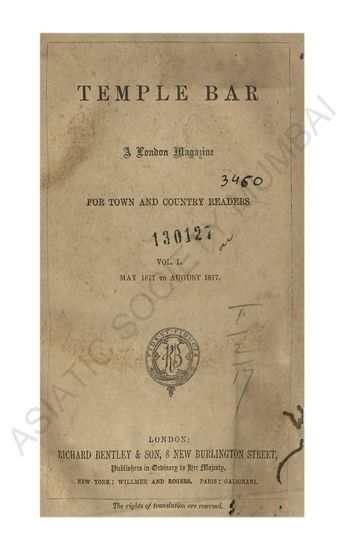 TEMPLE BAR
A London Magazine
3460
FOR TOWN AND COUNTRY READERS
130127
VOL. L.
MAY 1877 TO AUGUST 1877.
LONDON:
RICHARD BENTLEY & SON, 8 NEW BURLINGTON STREET,
Publishers in Ordinary to Her Majesty.
NEW YORK: WILLMER AND ROGERS. PARIS: GALIGNANI.
The rights of translation are reserved.
ASIATIC SOCIETY MUMBAI